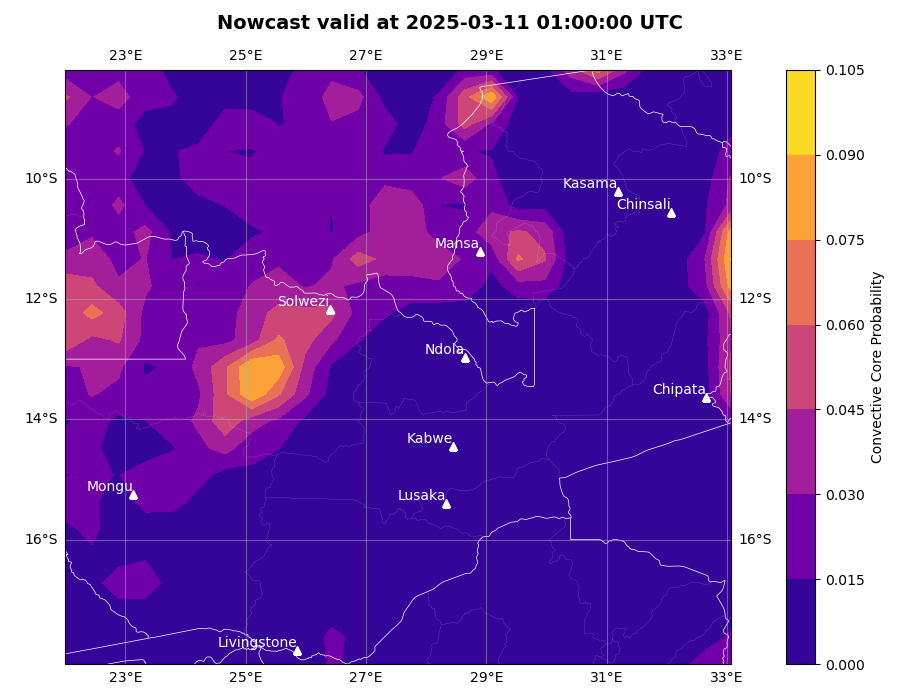 Nowcast valid at 2025-03-11 01:00:00 UTC
23°E 25°E 27°E 29°E 31°E 33°E
0.105
0.090
10°S Kasama 10°S
Chinsali
Mansa
0.075
12°S Solwezi 12°S
0.060
Ndola
Chipata
0.045
14°S 14°S
Kabwe
Mongu
Lusaka
0.030
16°S 16°S
0.015
Livingstone
0.000
23°E 25°E 27°E 29°E 31°E 33°E
Convective Core Probability